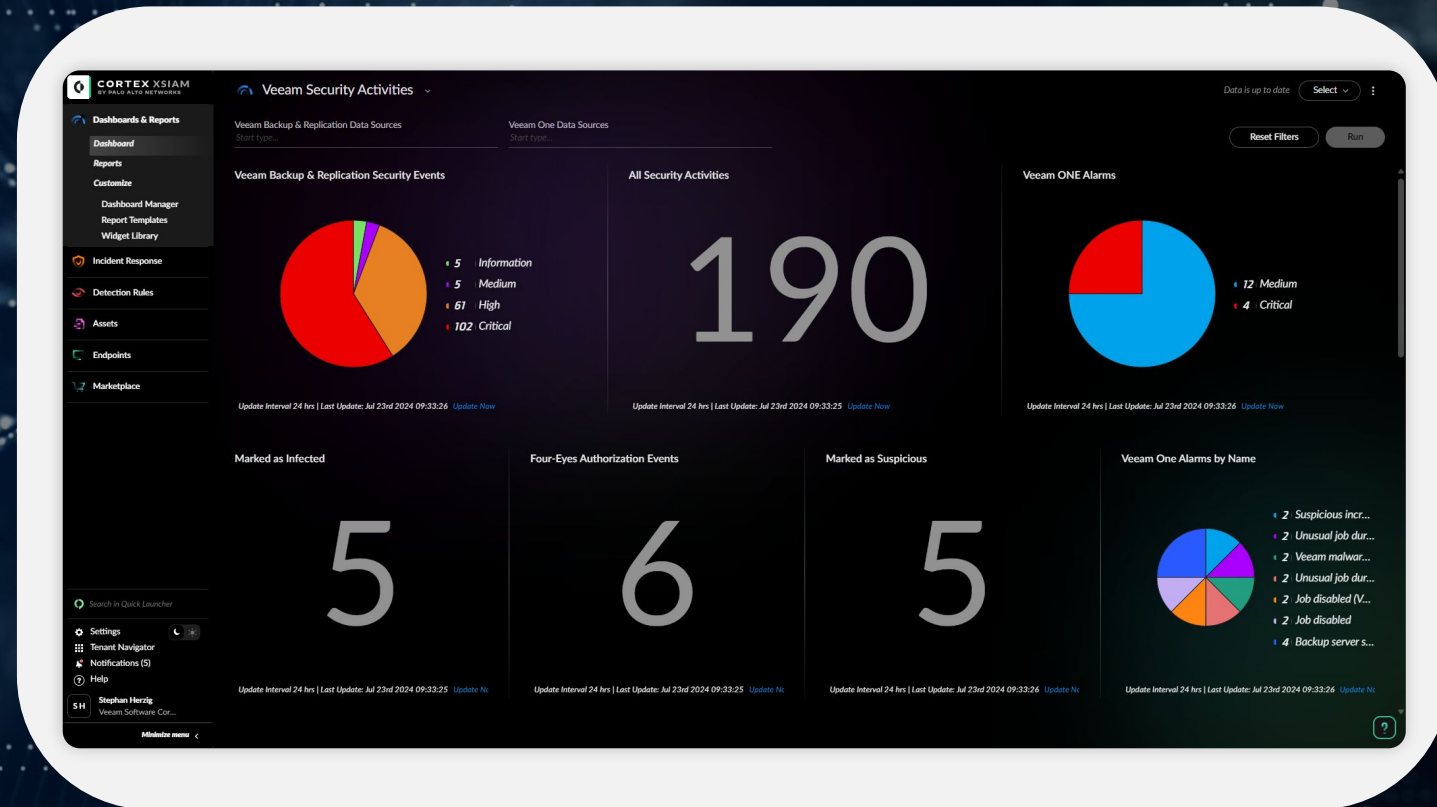 CORTEX XSIAM
BY PALO ALTO NETWORKS
Dashboards & Reports
Dashboard
Reports
Customize
Dashboard Manager
Report Templates
Widget Library
Incident Response
Detection Rules
Assets
Endpoints
Marketplace
Search in Quick Launcher
Settings
Tenant Navigator
Notifications (5)
Help
SH
Stephan Herzig
Veeam Software Cor...
Minimize menu
Veeam Security Activities
Data is up to date
Select
Veeam Backup & Replication Data Sources
Start type...
Veeam One Data Sources
Start type...
Reset Filters
Run
Veeam Backup & Replication Security Events
5 Information
5 Medium
61 High
102 Critical
Update Interval 24 hrs | Last Update: Jul 23rd 2024 09:33:26 Update Now
All Security Activities
190
Update Interval 24 hrs | Last Update: Jul 23rd 2024 09:33:25 Update Now
Veeam ONE Alarms
12 Medium
4 Critical
Update Interval 24 hrs | Last Update: Jul 23rd 2024 09:33:26 Update Now
Marked as Infected
5
Update Interval 24 hrs | Last Update: Jul 23rd 2024 09:33:25 Update Nc
Four-Eyes Authorization Events
6
Update Interval 24 hrs | Last Update: Jul 23rd 2024 09:33:25 Update Nc
Marked as Suspicious
5
Update Interval 24 hrs | Last Update: Jul 23rd 2024 09:33:26 Update Nc
Veeam One Alarms by Name
2 Suspicious incr...
2 Unusual job dur...
2 Veeam malwar...
2 Unusual job dur...
2 Job disabled (V...
2 Job disabled
4 Backup server s...
Update Interval 24 hrs | Last Update: Jul 23rd 2024 09:33:26 Update Nc
?